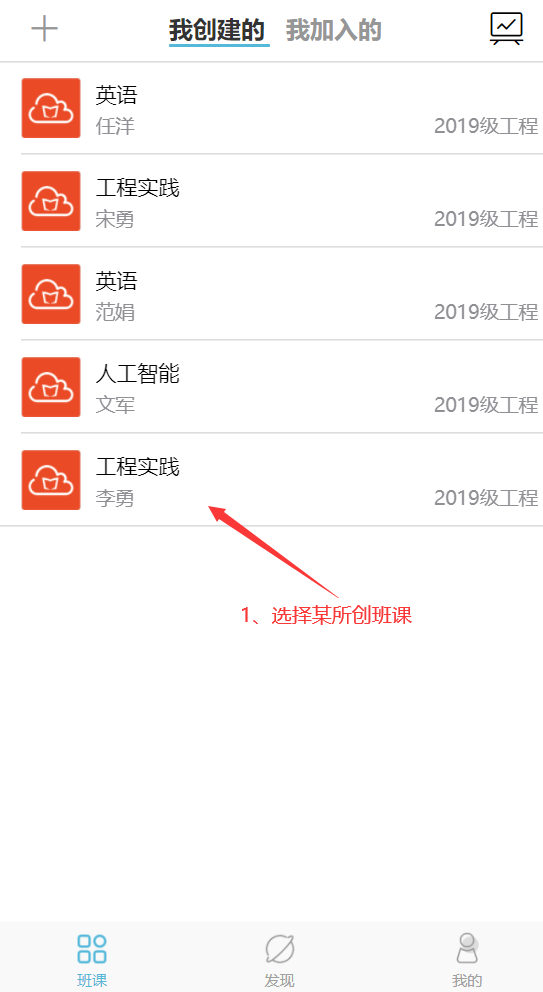 我创建的 我加入的
英语
任洋 2019级工程
工程实践
宋勇 2019级工程
英语
范娟 2019级工程
人工智能
文军 2019级工程
工程实践
李勇 2019级工程
1、选择某所创班课
班课 发现 我的